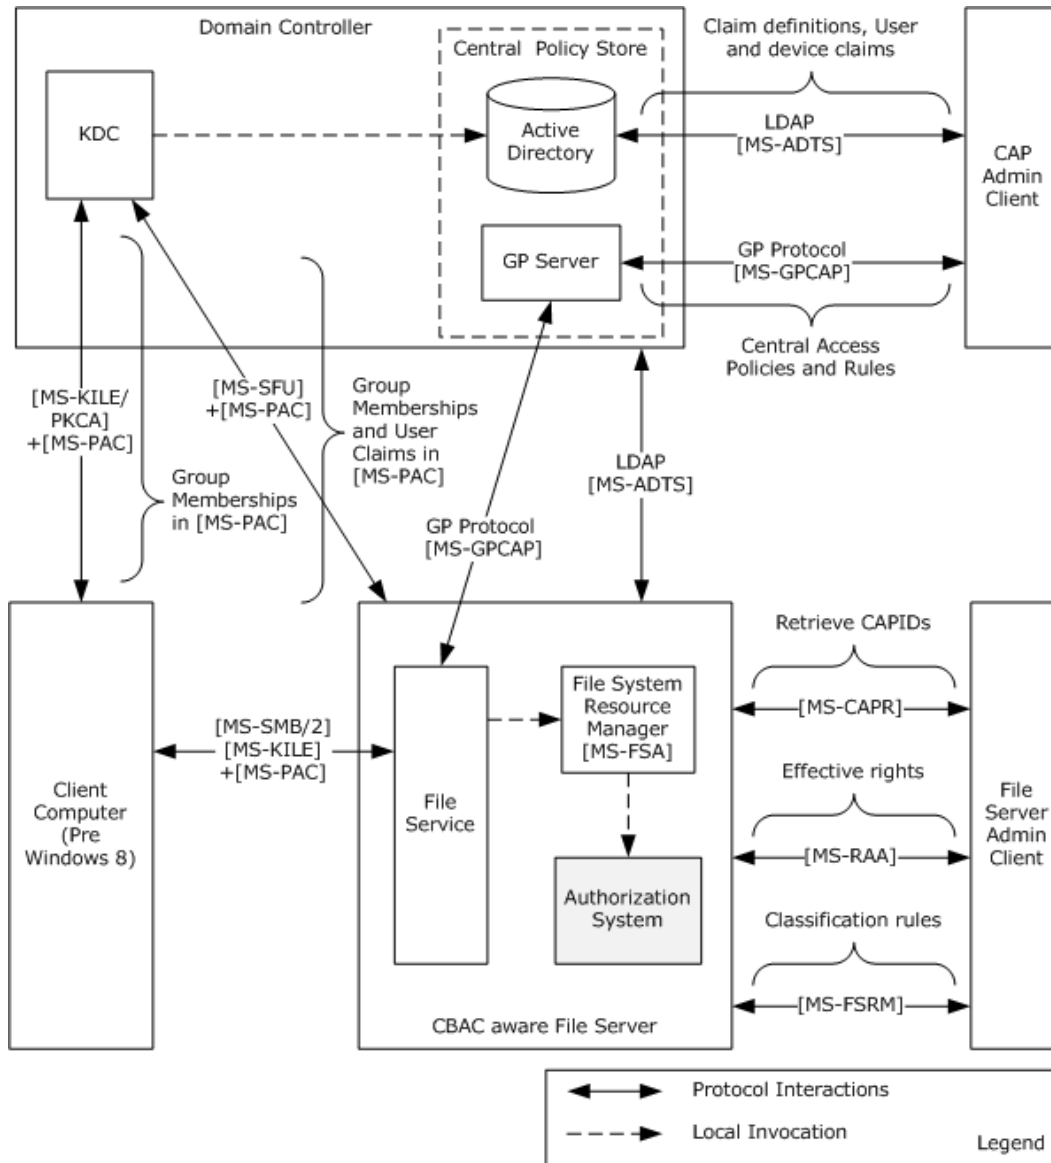 Domain Controller
Central Policy Store
KDC
Active
Directory
GP Server
Claim definitions, User
and device claims
LDAP
[MS-ADTS]
GP Protocol
[MS-GPCAP]
Central Access
Policies and Rules
CAP
Admin
Client
[MS-KILE/
PKCA]
+[MS-PAC]
Group
Memberships
in [MS-PAC]
[MS-SFU]
+[MS-PAC]
Group
Memberships
and User
Claims in
[MS-PAC]
GP Protocol
[MS-GPCAP]
LDAP
[MS-ADTS]
Client
Computer
(Pre
Windows 8)
[MS-SMB/2]
[MS-KILE]
+[MS-PAC]
File
Service
File System
Resource
Manager
[MS-FSA]
Authorization
System
CBAC aware File Server
Retrieve CAPIDs
[MS-CAPR]
Effective rights
[MS-RAA]
Classification rules
[MS-FSRM]
File
Server
Admin
Client
Protocol Interactions
Local Invocation
Legend